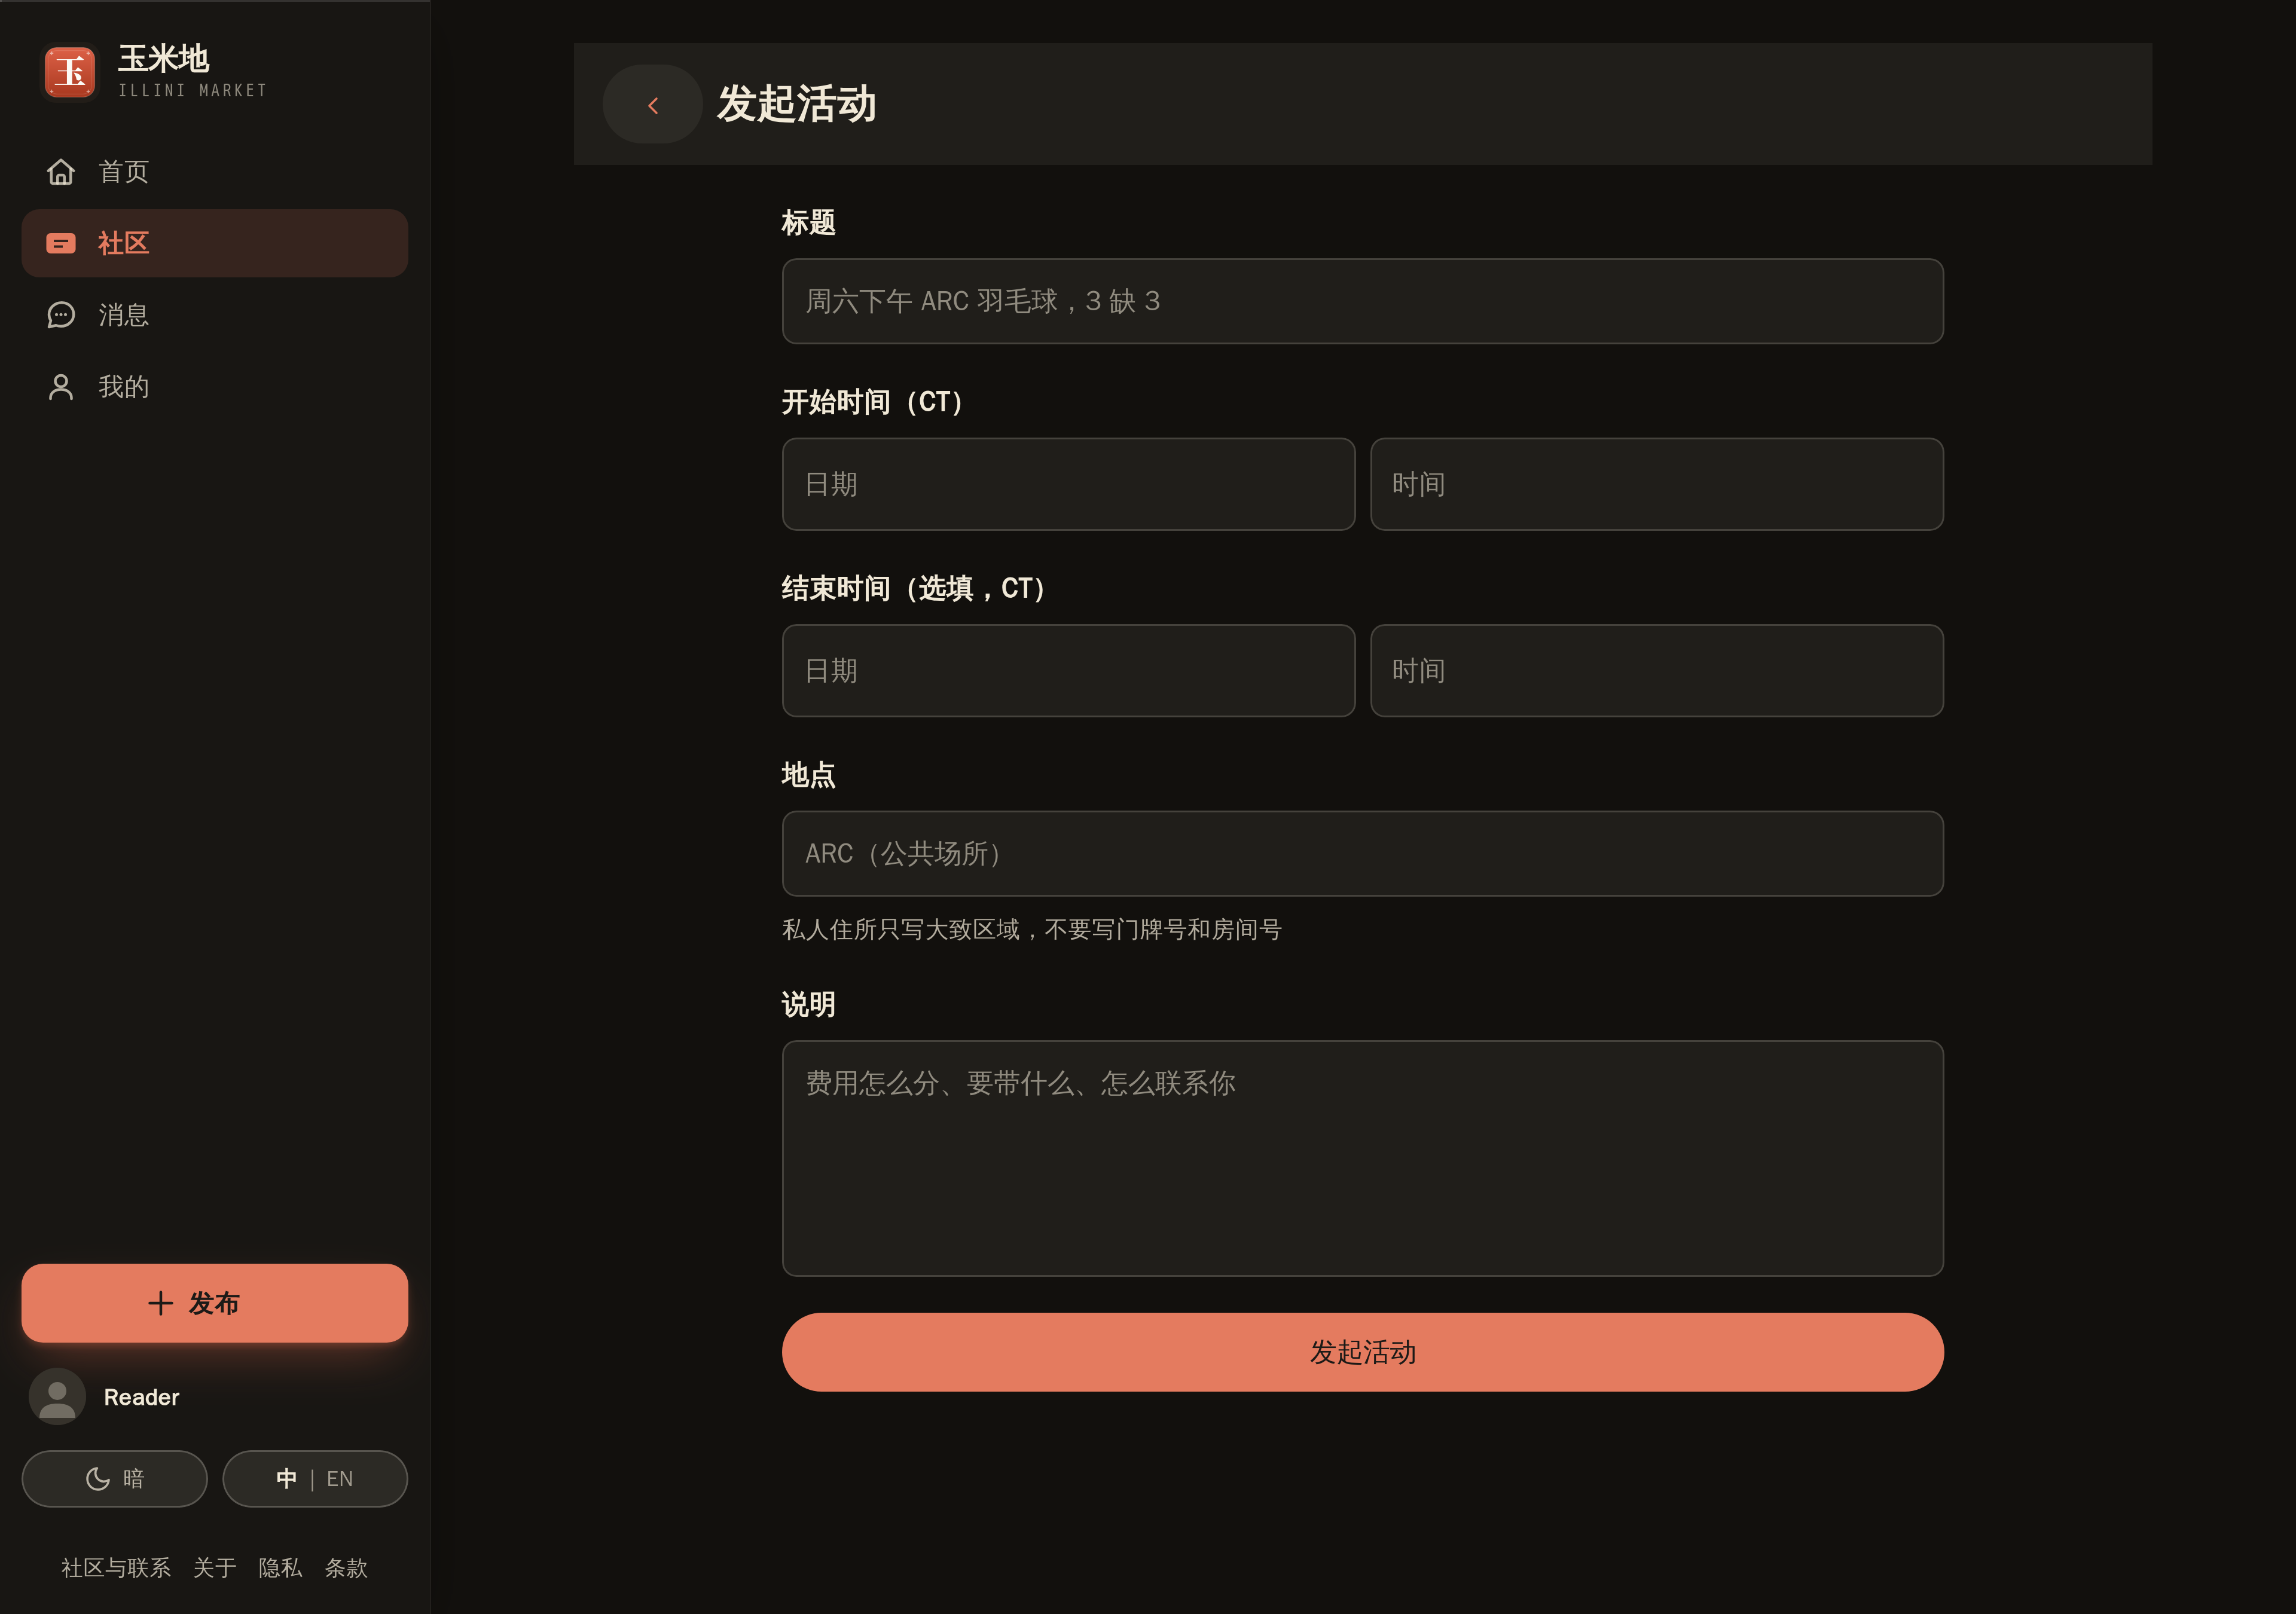 玉
玉米地
ILLINI MARKET
首页
社区
消息
我的
发布
Reader
暗
中 | EN
社区与联系 关于 隐私 条款
发起活动
标题
周六下午 ARC 羽毛球，3 缺 3
开始时间（CT）
日期 时间
结束时间（选填，CT）
日期 时间
地点
ARC（公共场所）
私人住所只写大致区域，不要写门牌号和房间号
说明
费用怎么分、要带什么、怎么联系你
发起活动